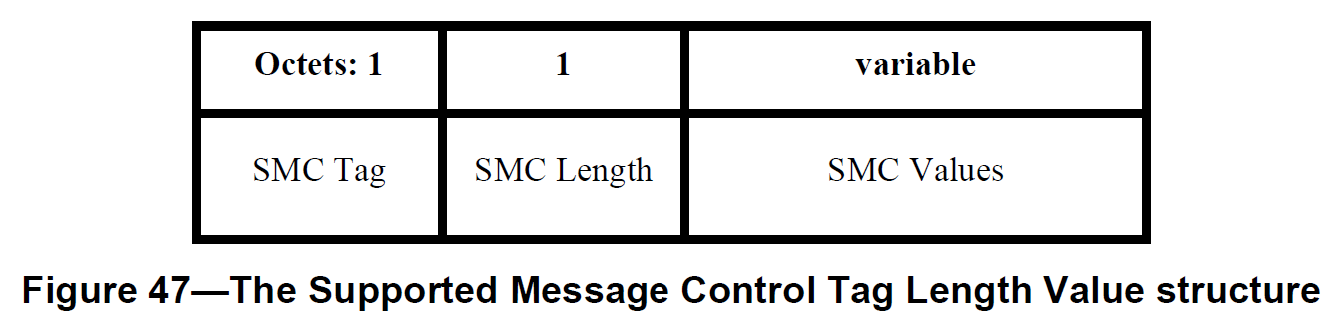 Octets: 1 1 variable
SMC Tag SMC Length SMC Values
Figure 47—The Supported Message Control Tag Length Value structure